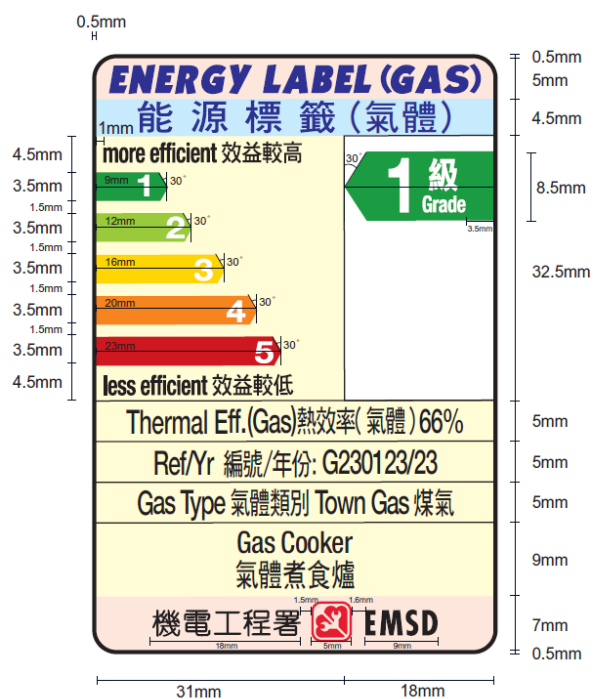 0.5mm
ENERGY LABEL (GAS)
0.5mm
5mm
能源標籤(氣體)
4.5mm
1mm
more efficient 效益較高
4.5mm
30°
1級
Grade
8.5mm
3.5mm
9mm
1
30°
3.5mm
1.5mm
3.5mm
12mm
2
30°
1.5mm
3.5mm
16mm
3
30°
32.5mm
1.5mm
3.5mm
20mm
4
30°
1.5mm
3.5mm
23mm
5
30°
4.5mm
less efficient 效益較低
Thermal Eff.(Gas)熱效率(氣體)66%
5mm
Ref/Yr 編號/年份: G230123/23
5mm
Gas Type 氣體類別 Town Gas 煤氣
5mm
Gas Cooker
氣體煮食爐
9mm
1.5mm
1.6mm
機電工程署
EMSD
7mm
18mm
5mm
9mm
0.5mm
31mm
18mm